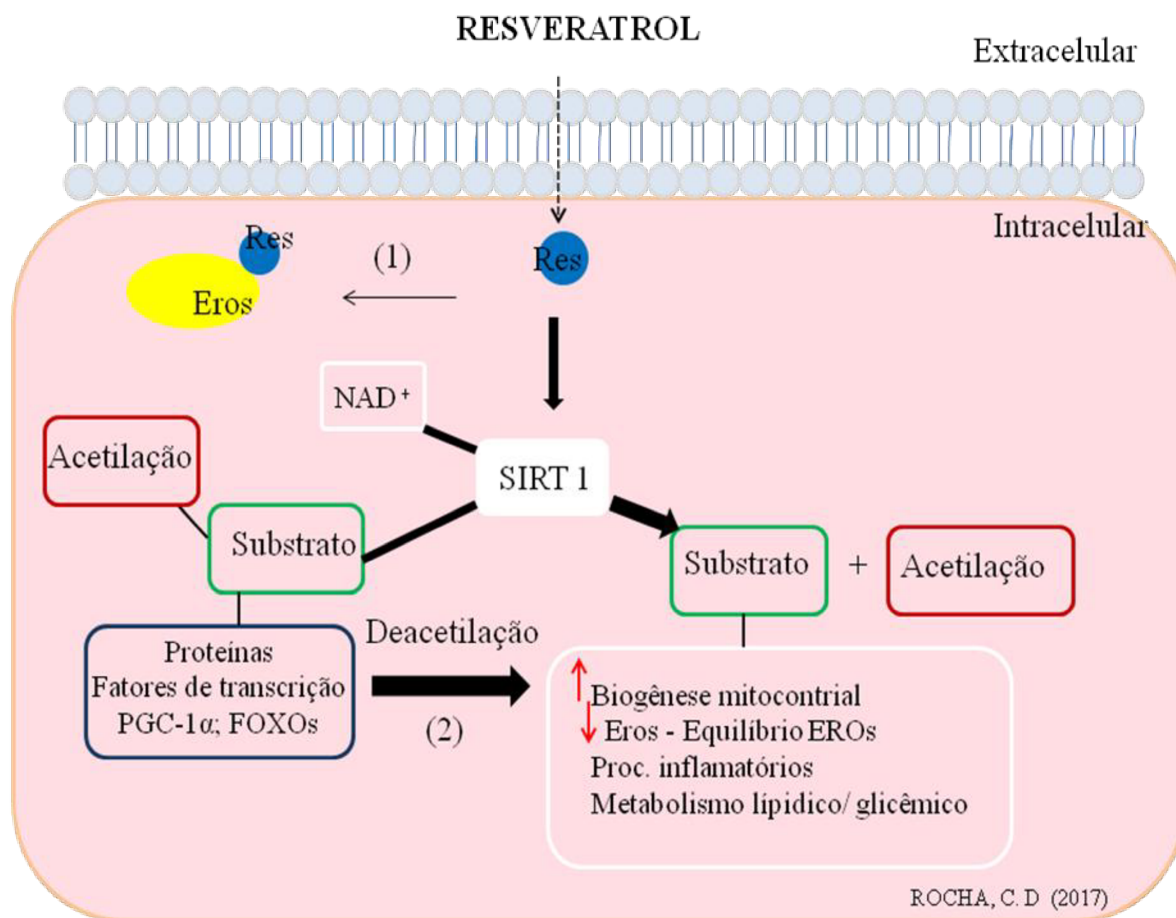 RESVERATROL
Extracelular
Intracelular
Res
(1)
Res
Eros
NAD⁺
Acetilação
SIRT 1
Substrato
Substrato
+
Acetilação
Deacetilação
Proteínas
Fatores de transcrição
PGC-1α; FOXOs
(2)
Biogênese mitocontrial
Eros - Equilíbrio EROs
Proc. inflamatórios
Metabolismo lípidico/ glicêmico
ROCHA, C. D (2017)